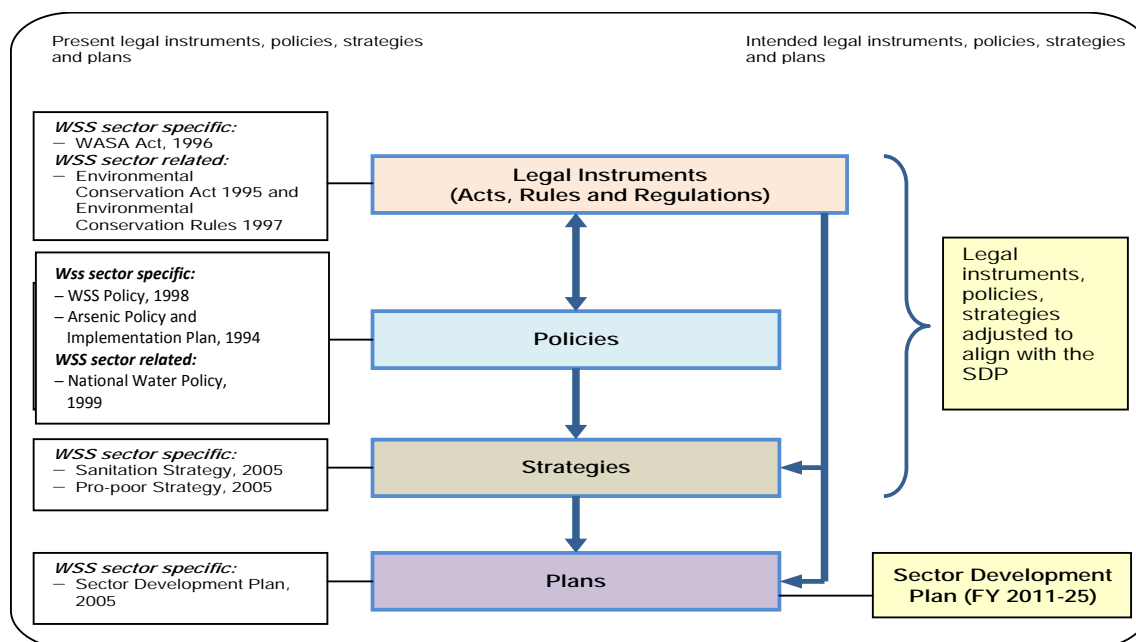 Present legal instruments, policies, strategies
and plans
Intended legal instruments, policies, strategies
and plans
WSS sector specific:
– WASA Act, 1996
WSS sector related:
– Environmental
Conservation Act 1995 and
Environmental
Conservation Rules 1997
Legal Instruments
(Acts, Rules and Regulations)
Wss sector specific:
– WSS Policy, 1998
– Arsenic Policy and
Implementation Plan, 1994
WSS sector related:
– National Water Policy,
1999
Policies
Legal
instruments,
policies,
strategies
adjusted to
align with the
SDP
WSS sector specific:
– Sanitation Strategy, 2005
– Pro-poor Strategy, 2005
Strategies
WSS sector specific:
– Sector Development Plan,
2005
Plans
Sector Development
Plan (FY 2011-25)